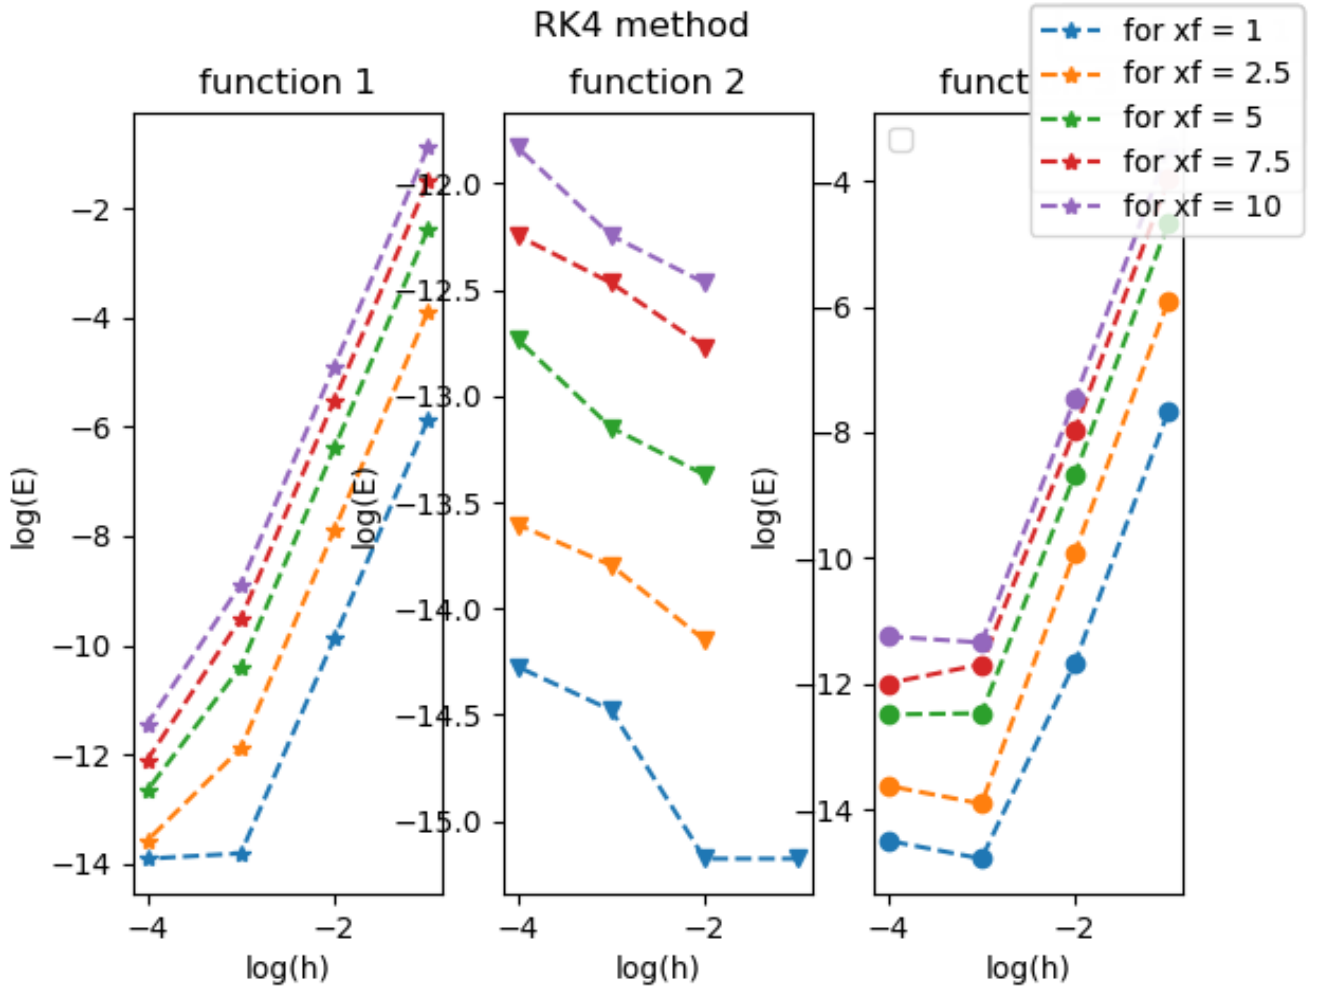 RK4 method
function 1
function 2
funct
for xf = 1
for xf = 2.5
for xf = 5
for xf = 7.5
for xf = 10
log(E)
−2
−4
−6
−8
−10
−12
−14
−4
−2
log(h)
log(E)
−12.0
−12.5
−13.0
−13.5
−14.0
−14.5
−15.0
−4
−2
log(h)
log(E)
−4
−6
−8
−10
−12
−14
−4
−2
log(h)